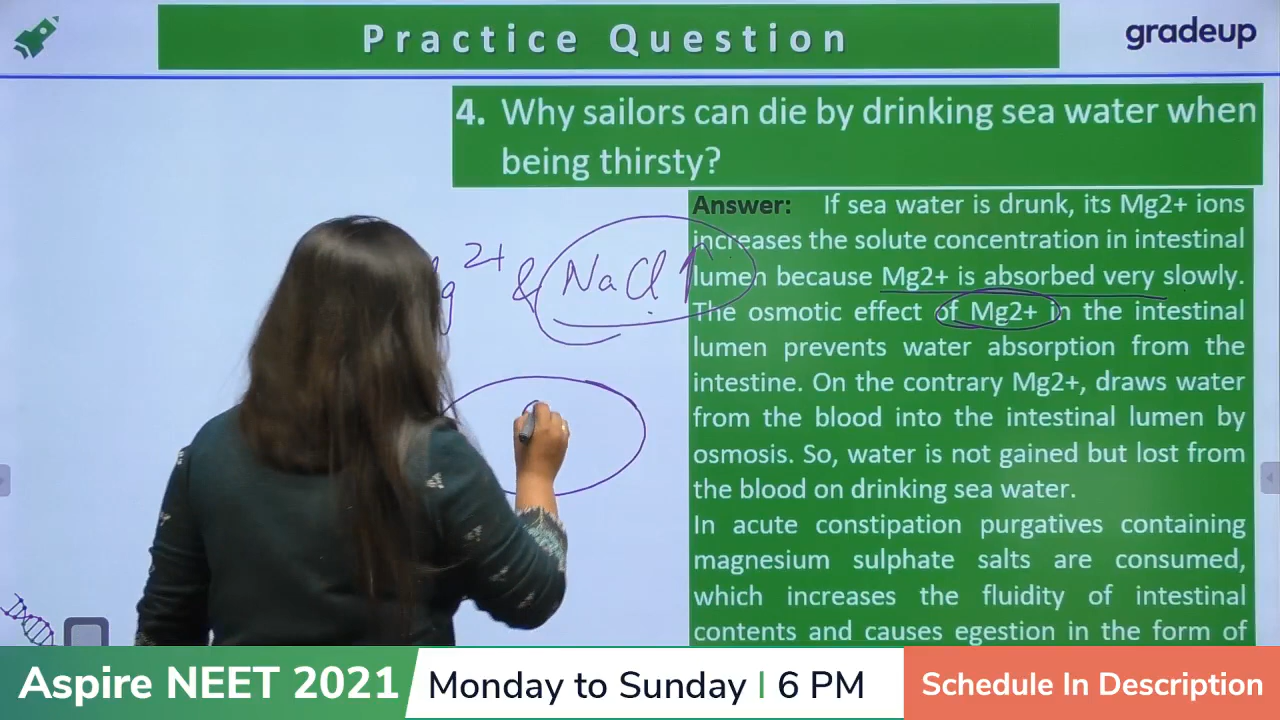 Practice Question
gradeup
4. Why sailors can die by drinking sea water when
being thirsty?
Answer: If sea water is drunk, its Mg2+ ions
increases the solute concentration in intestinal
lumen because Mg2+ is absorbed very slowly.
The osmotic effect of Mg2+ in the intestinal
lumen prevents water absorption from the
intestine. On the contrary Mg2+, draws water
from the blood into the intestinal lumen by
osmosis. So, water is not gained but lost from
the blood on drinking sea water.
In acute constipation purgatives containing
magnesium sulphate salts are consumed,
which increases the fluidity of intestinal
contents and causes egestion in the form of
g2+ & NaCl ↑
Aspire NEET 2021
Monday to Sunday | 6 PM
Schedule In Description